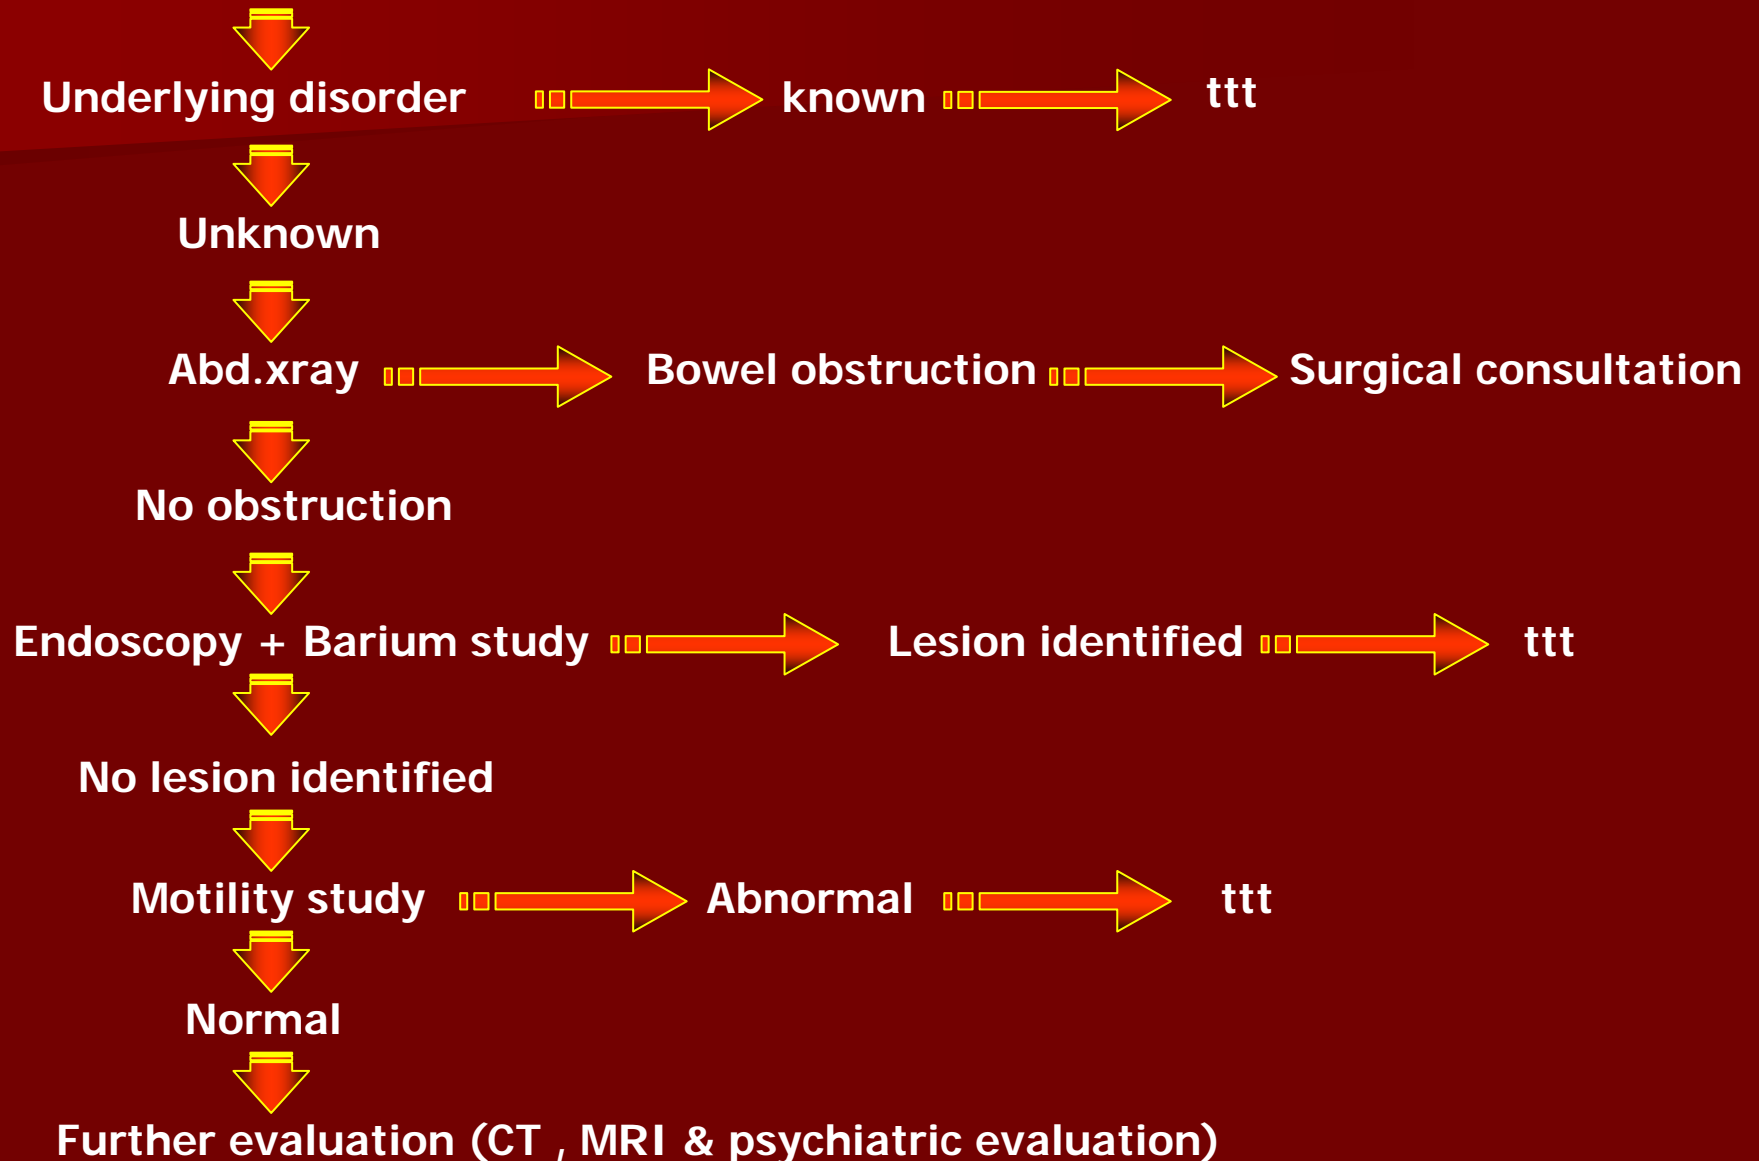 Underlying disorder known ttt
Unknown
Abd.xray Bowel obstruction Surgical consultation
No obstruction
Endoscopy + Barium study Lesion identified ttt
No lesion identified
Motility study Abnormal ttt
Normal
Further evaluation (CT , MRI & psychiatric evaluation)